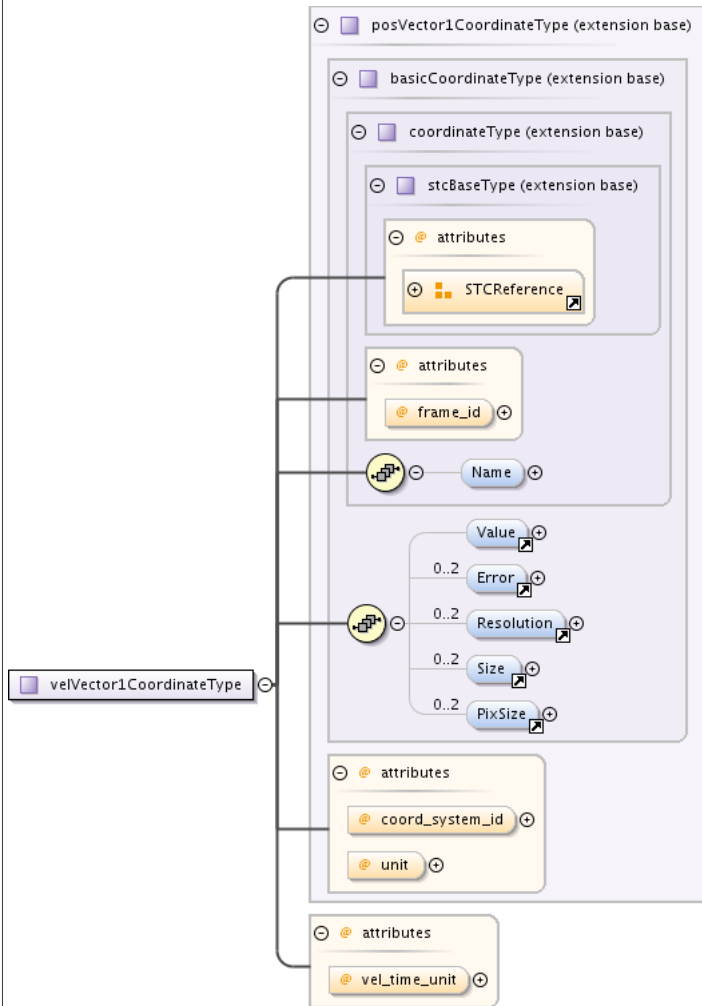 posVector1CoordinateType (extension base)
basicCoordinateType (extension base)
coordinateType (extension base)
stcBaseType (extension base)
@ attributes
STCReference
@ attributes
@ frame_id
Name
Value
0..2
Error
0..2
Resolution
0..2
Size
0..2
PixSize
velVector1CoordinateType
@ attributes
@ coord_system_id
@ unit
@ attributes
@ vel_time_unit